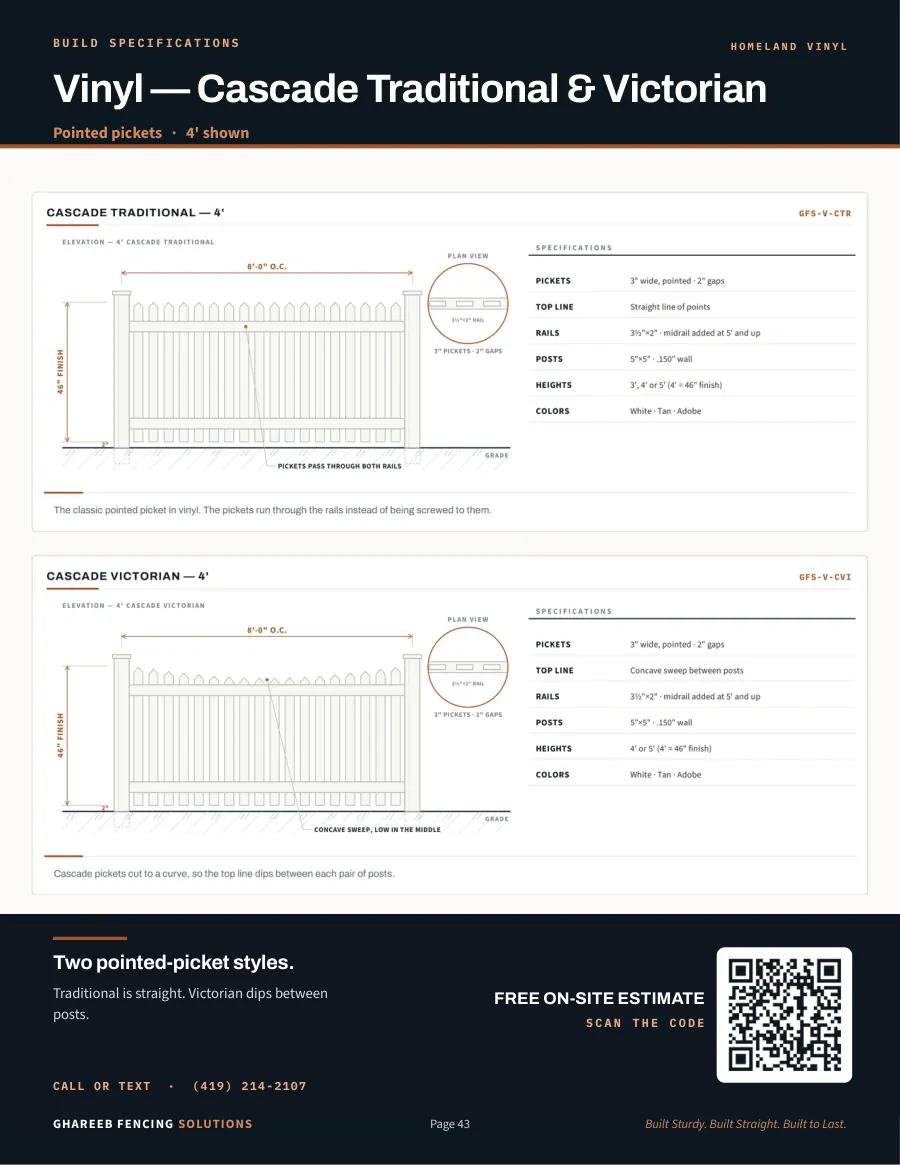 BUILD SPECIFICATIONS
HOMELAND VINYL
Vinyl — Cascade Traditional & Victorian
Pointed pickets · 4' shown
CASCADE TRADITIONAL — 4'
GFS-V-CTR
ELEVATION — 4' CASCADE TRADITIONAL
8'-0" O.C.
46" FINISH
2"
PICKETS PASS THROUGH BOTH RAILS
GRADE
PLAN VIEW
3½"×2" RAIL
3" PICKETS · 2" GAPS
SPECIFICATIONS
PICKETS 3" wide, pointed · 2" gaps
TOP LINE Straight line of points
RAILS 3½"×2" · midrail added at 5' and up
POSTS 5"×5" · .150" wall
HEIGHTS 3', 4' or 5' (4' = 46" finish)
COLORS White · Tan · Adobe
The classic pointed picket in vinyl. The pickets run through the rails instead of being screwed to them.
CASCADE VICTORIAN — 4'
GFS-V-CVI
ELEVATION — 4' CASCADE VICTORIAN
8'-0" O.C.
46" FINISH
2"
CONCAVE SWEEP, LOW IN THE MIDDLE
GRADE
PLAN VIEW
3½"×2" RAIL
3" PICKETS · 2" GAPS
SPECIFICATIONS
PICKETS 3" wide, pointed · 2" gaps
TOP LINE Concave sweep between posts
RAILS 3½"×2" · midrail added at 5' and up
POSTS 5"×5" · .150" wall
HEIGHTS 4' or 5' (4' = 46" finish)
COLORS White · Tan · Adobe
Cascade pickets cut to a curve, so the top line dips between each pair of posts.
Two pointed-picket styles.
Traditional is straight. Victorian dips between
posts.
FREE ON-SITE ESTIMATE
SCAN THE CODE
CALL OR TEXT · (419) 214-2107
GHAREEB FENCING SOLUTIONS
Page 43
Built Sturdy. Built Straight. Built to Last.